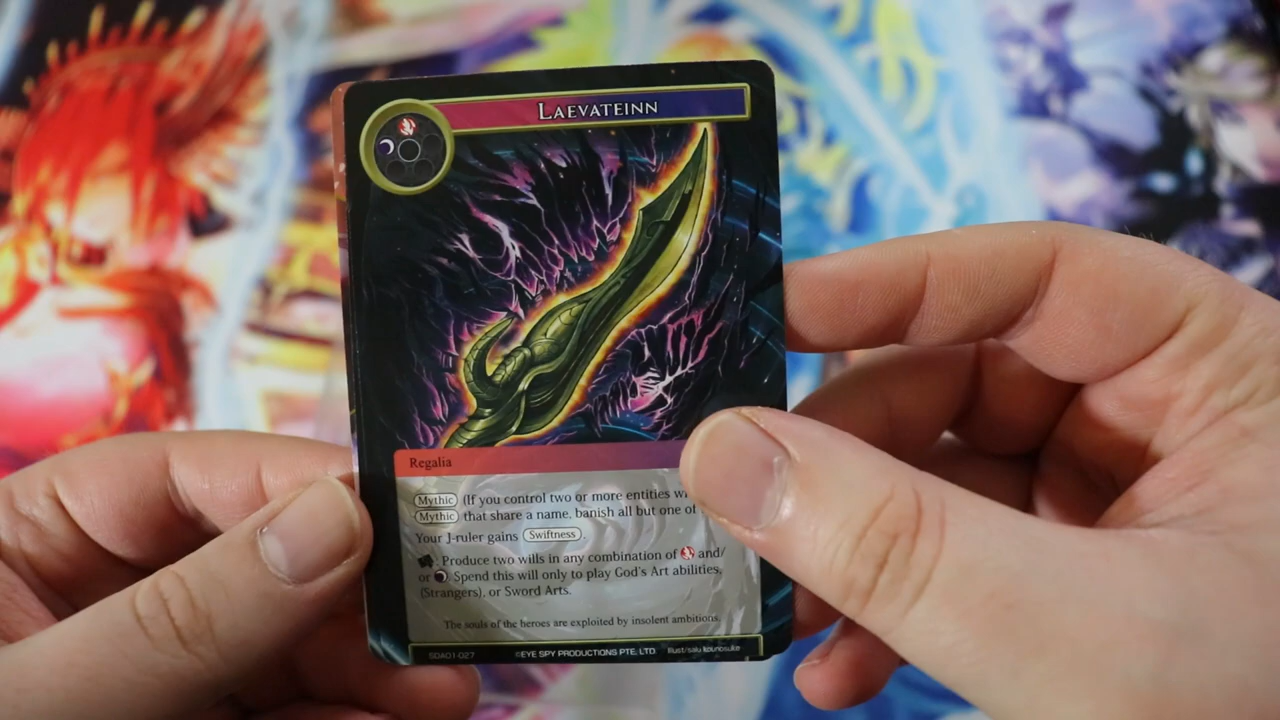 LAEVATEINN
Regalia
Mythic (If you control two or more entities
Mythic that share a name, banish all but one of
Your J-ruler gains Swiftness.
: Produce two wills in any combination of and/
or . Spend this will only to play God's Art abilities,
(Strangers), or Sword Arts.
The souls of the heroes are exploited by insolent ambitions.
SDAO1-027 ©EYE SPY PRODUCTIONS PTE. LTD. Illust/